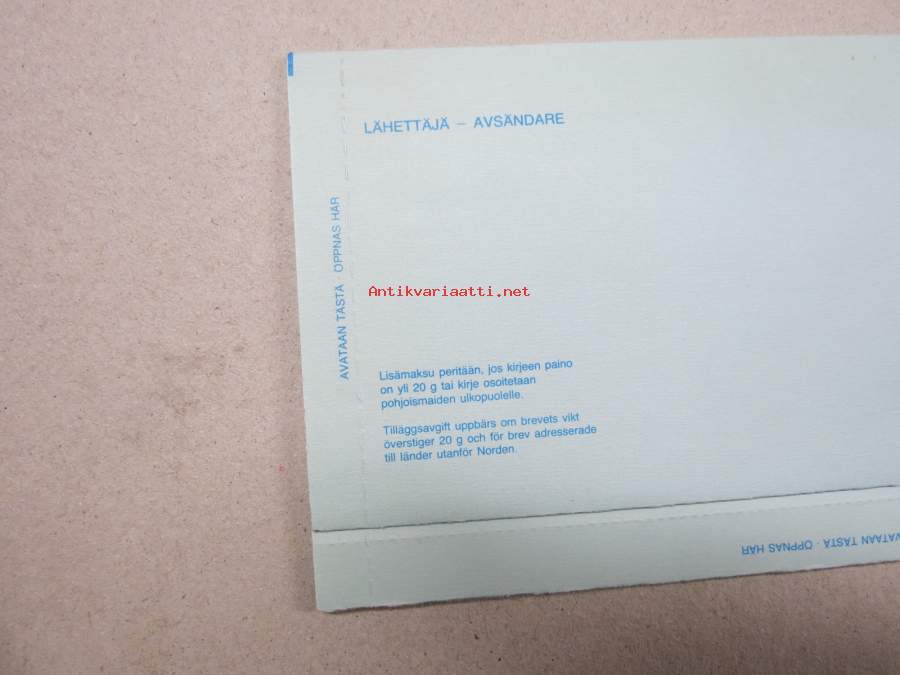 LÄHETTÄJÄ – AVSÄNDARE
AVATAAN TÄSTÄ · ÖPPNAS HÄR
Antikvariaatti.net
Lisämaksu peritään, jos kirjeen paino
on yli 20 g tai kirje osoitetaan
pohjoismaiden ulkopuolelle.
Tilläggsavgift uppbärs om brevets vikt
överstiger 20 g och för brev adresserade
till länder utanför Norden.
AVATAAN TÄSTÄ · ÖPPNAS HÄR